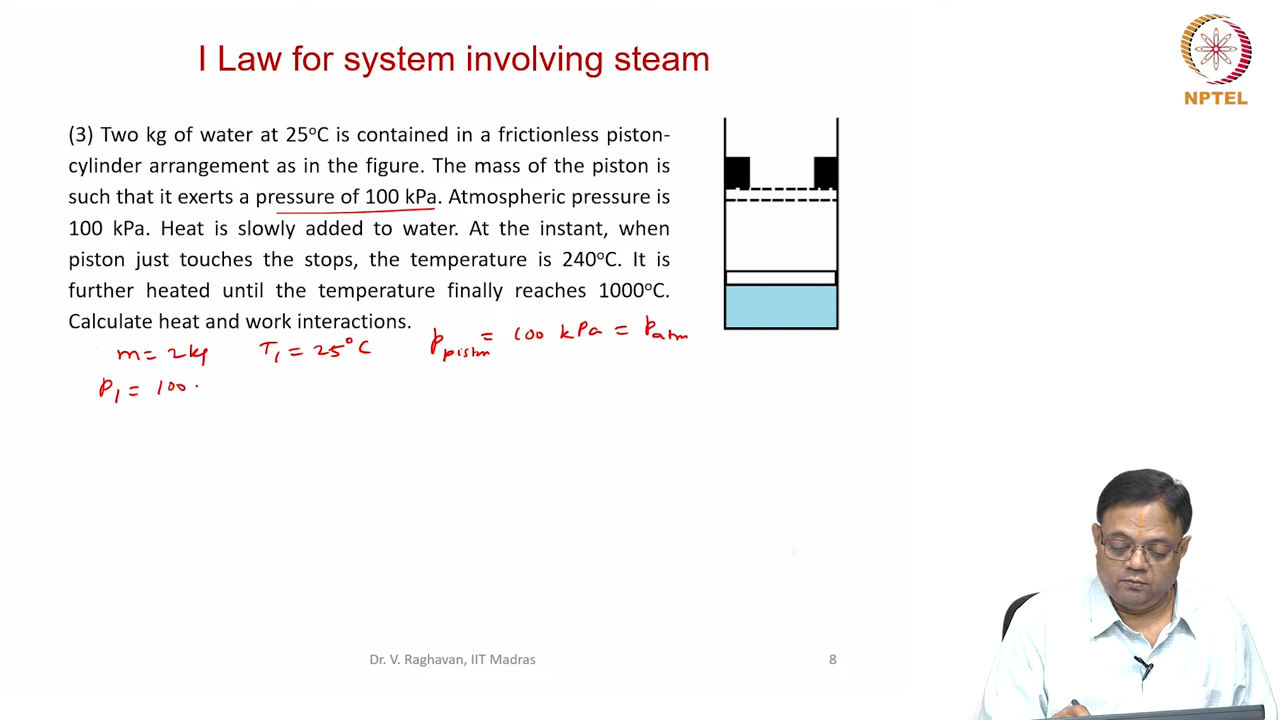 I Law for system involving steam
NPTEL
(3) Two kg of water at 25°C is contained in a frictionless piston-
cylinder arrangement as in the figure. The mass of the piston is
such that it exerts a pressure of 100 kPa. Atmospheric pressure is
100 kPa. Heat is slowly added to water. At the instant, when
piston just touches the stops, the temperature is 240°C. It is
further heated until the temperature finally reaches 1000°C.
Calculate heat and work interactions.
m = 2 kg T₁ = 25°C p_piston = 100 kPa = p_atm
p₁ = 100
Dr. V. Raghavan, IIT Madras 8